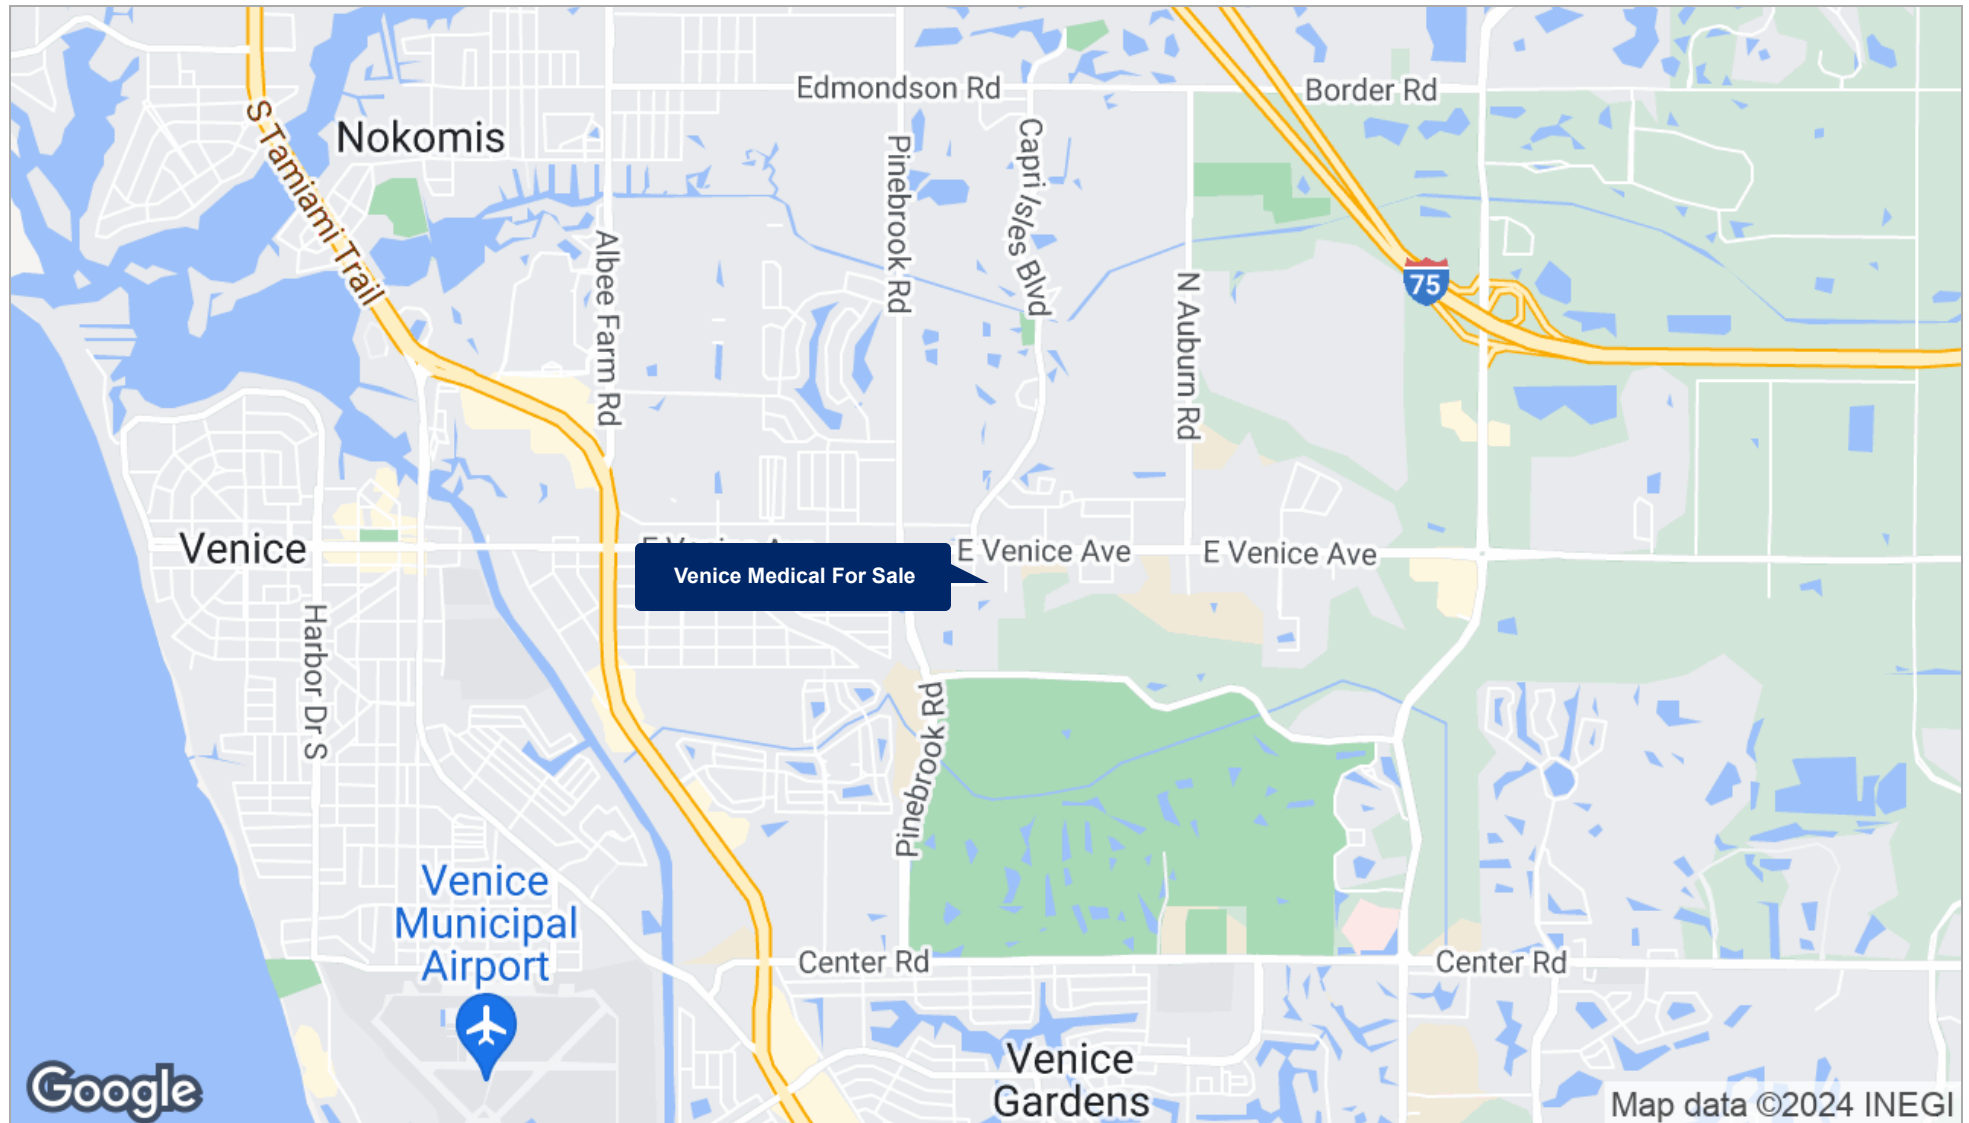 Edmondson Rd
Border Rd
S Tamiami Trail
Nokomis
Pinebrook Rd
Capri Isles Blvd
Albee Farm Rd
N Auburn Rd
75
Venice
E Venice Ave
E Venice Ave
E Venice Ave
Venice Medical For Sale
Harbor Dr S
Pinebrook Rd
Venice
Municipal
Airport
Center Rd
Center Rd
Venice
Gardens
Google
Map data ©2024 INEGI